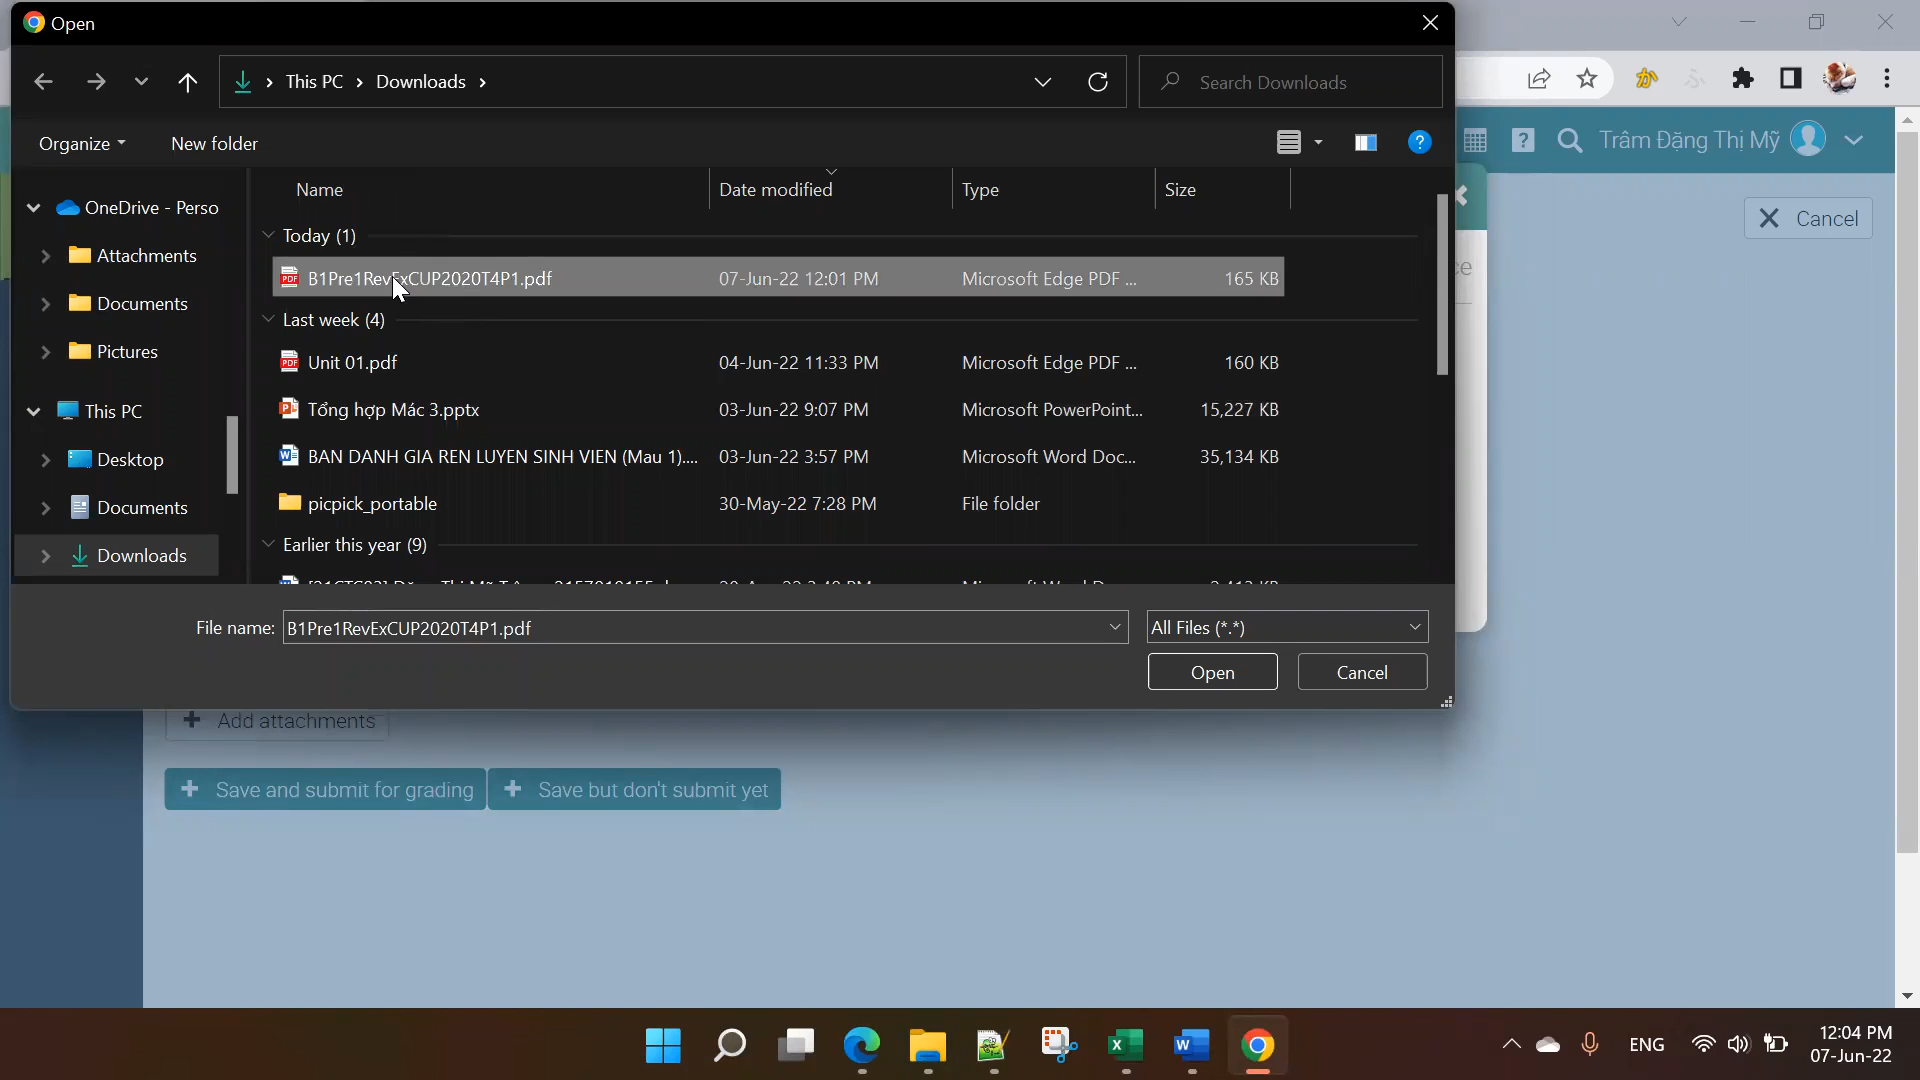 Open
This PC
Downloads
Search Downloads
Organize
New folder
Trâm Đặng Thị Mỹ
Cancel
Name
Date modified
Type
Size
OneDrive - Perso
Attachments
Documents
Pictures
This PC
Desktop
Documents
Downloads
Today (1)
B1Pre1RevExCUP2020T4P1.pdf 07-Jun-22 12:01 PM Microsoft Edge PDF ... 165 KB
Last week (4)
Unit 01.pdf 04-Jun-22 11:33 PM Microsoft Edge PDF ... 160 KB
Tổng hợp Mác 3.pptx 03-Jun-22 9:07 PM Microsoft PowerPoint... 15,227 KB
BAN DANH GIA REN LUYEN SINH VIEN (Mau 1).... 03-Jun-22 3:57 PM Microsoft Word Doc... 35,134 KB
picpick_portable 30-May-22 7:28 PM File folder
Earlier this year (9)
File name: B1Pre1RevExCUP2020T4P1.pdf
All Files (*.*)
Open
Cancel
Add attachments
Save and submit for grading
Save but don't submit yet
ENG
12:04 PM
07-Jun-22